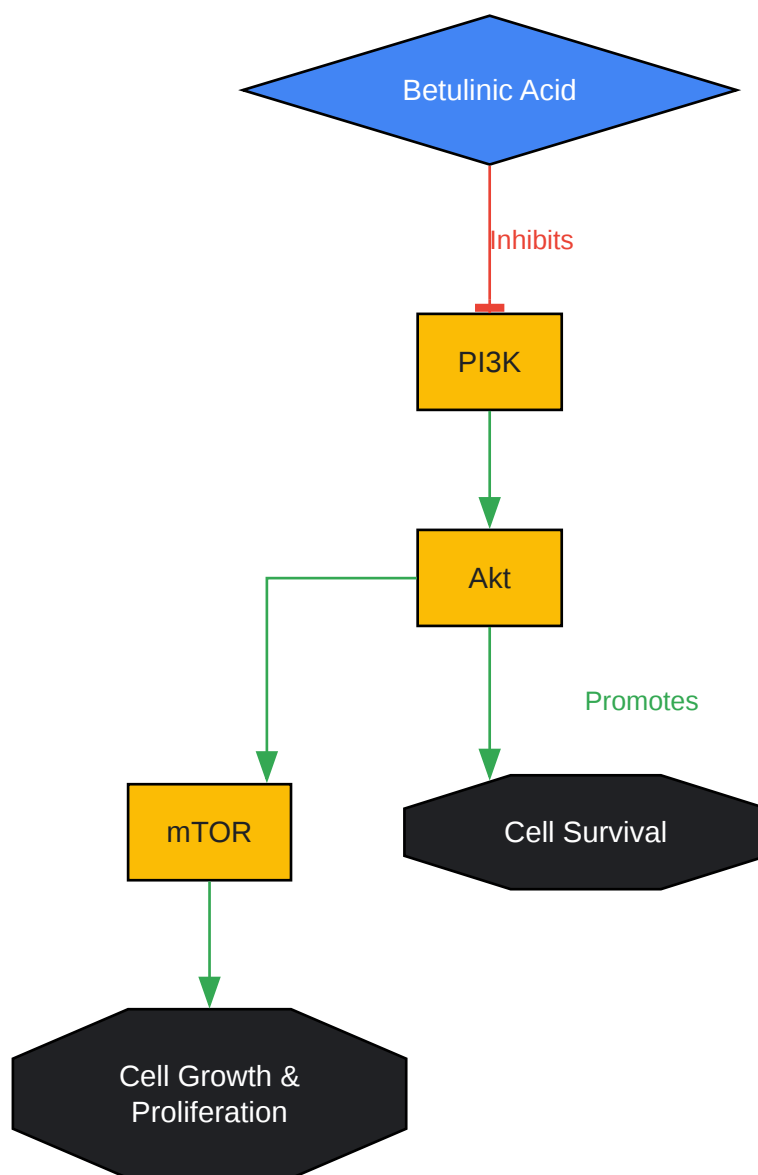 Betulinic Acid
Inhibits
PI3K
Akt
Promotes
mTOR
Cell Survival
Cell Growth &
Proliferation